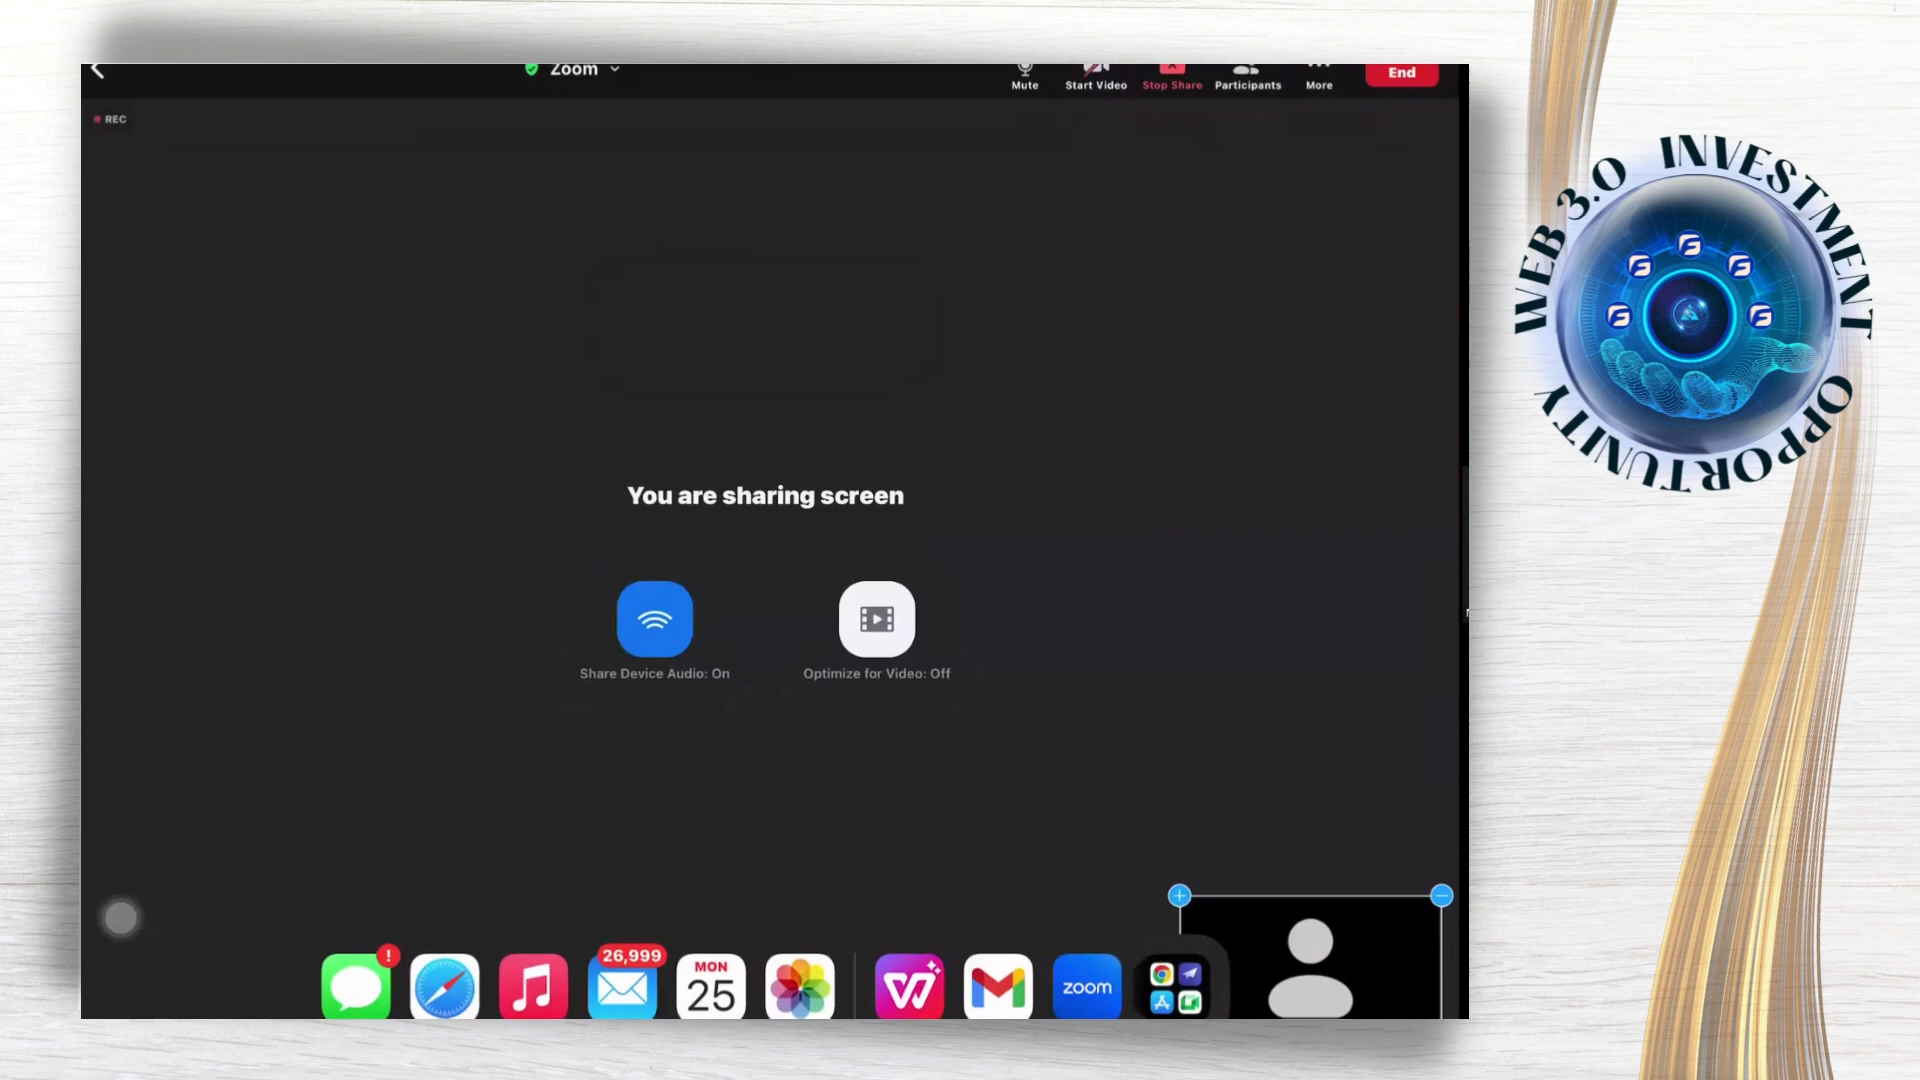 Zoom
Mute
Start Video
Stop Share
Participants
More
End
REC
WEB 3.0 INVESTMENT
OPPORTUNITY
You are sharing screen
Share Device Audio: On
Optimize for Video: Off
!
26,999
MON
25
zoom